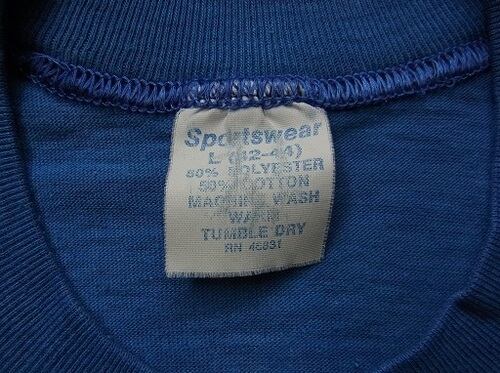 Sportswear
L (42-44)
50% POLYESTER
50% COTTON
MACHINE WASH
WARM
TUMBLE DRY
RN 46831